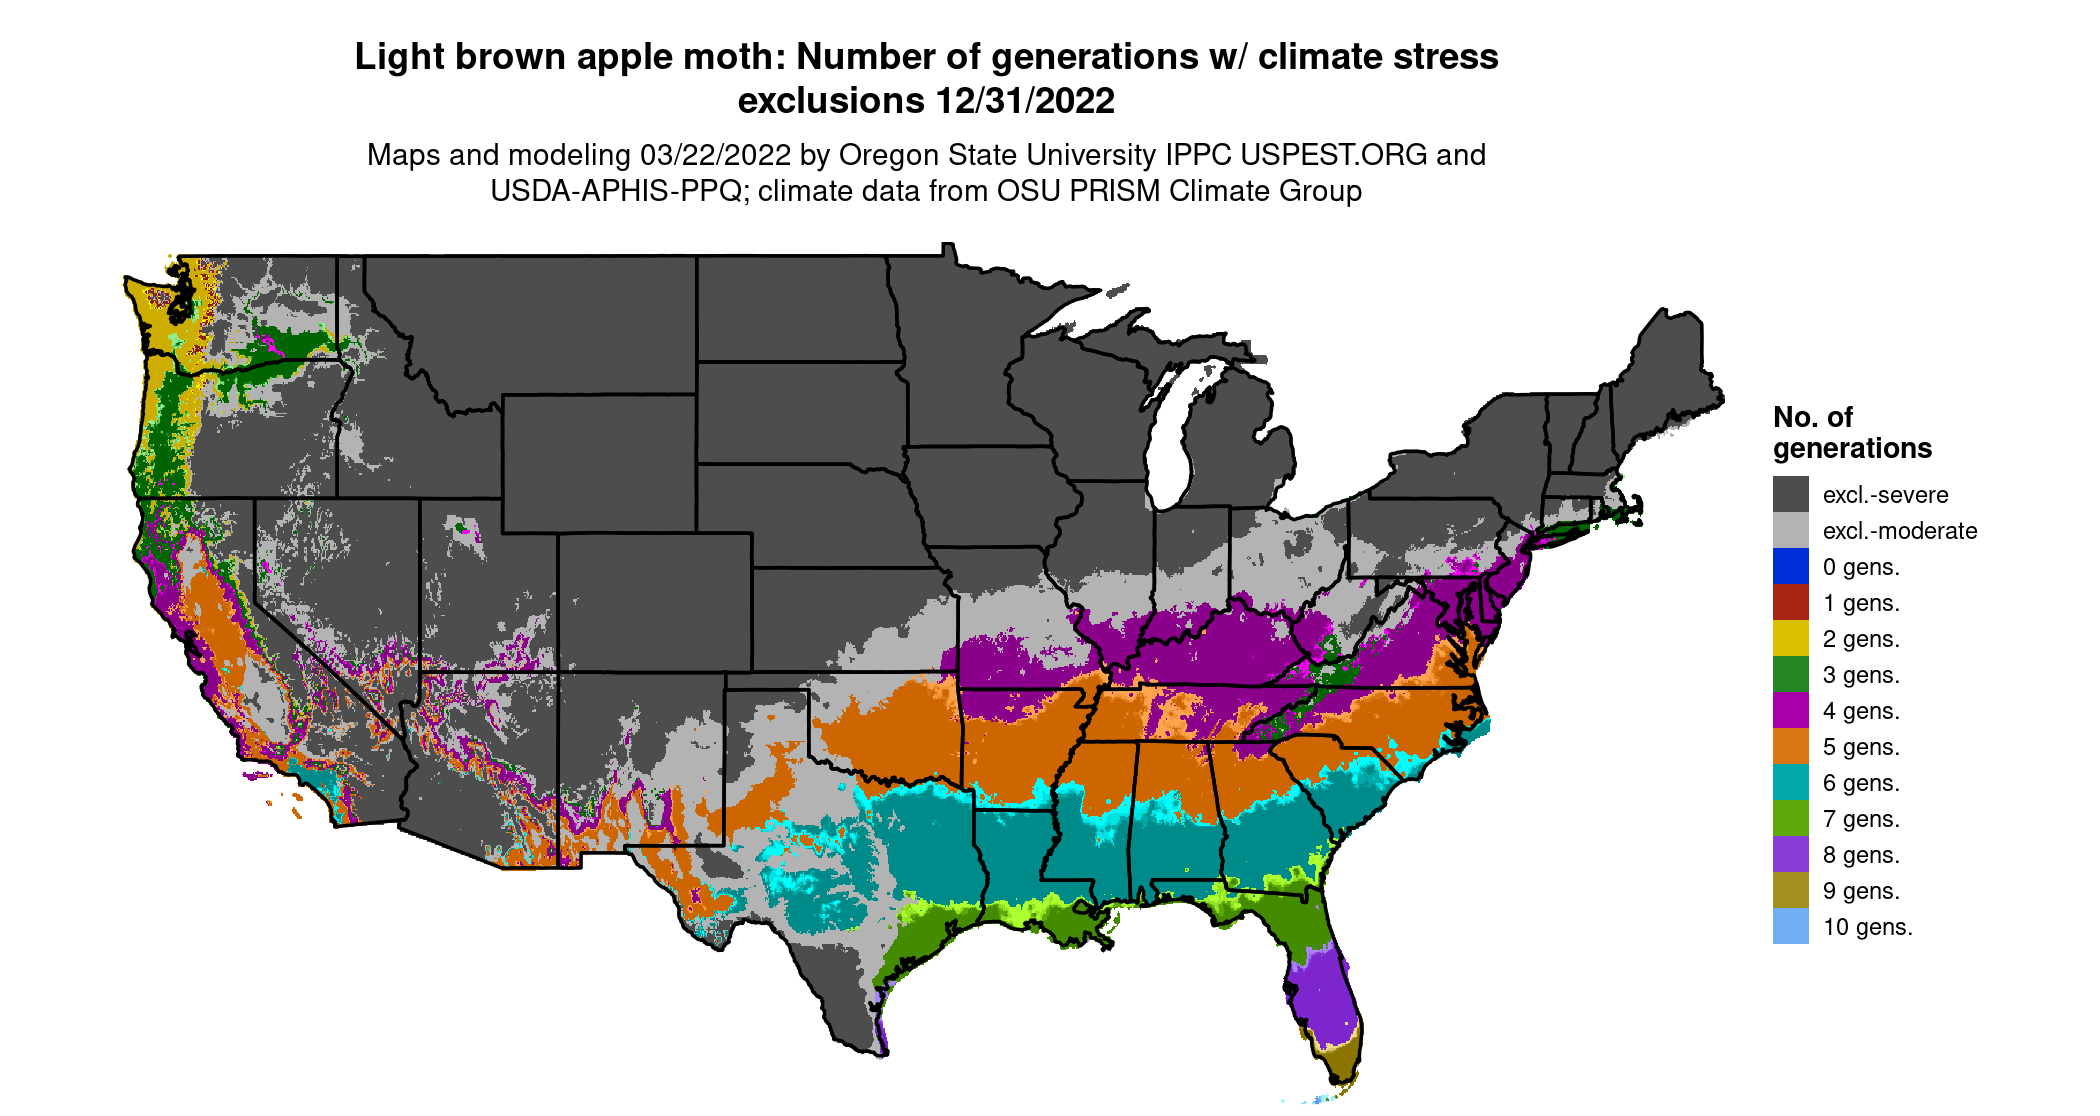 Light brown apple moth: Number of generations w/ climate stress
exclusions 12/31/2022
Maps and modeling 03/22/2022 by Oregon State University IPPC USPEST.ORG and
USDA-APHIS-PPQ; climate data from OSU PRISM Climate Group
No. of
generations
excl.-severe
excl.-moderate
0 gens.
1 gens.
2 gens.
3 gens.
4 gens.
5 gens.
6 gens.
7 gens.
8 gens.
9 gens.
10 gens.